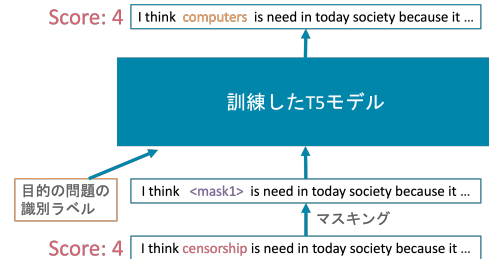 Score: 4 I think computers is need in today society because it ...
訓練したT5モデル
目的の問題の
識別ラベル
I think <mask1> is need in today society because it ...
マスキング
Score: 4 I think censorship is need in today society because it ...